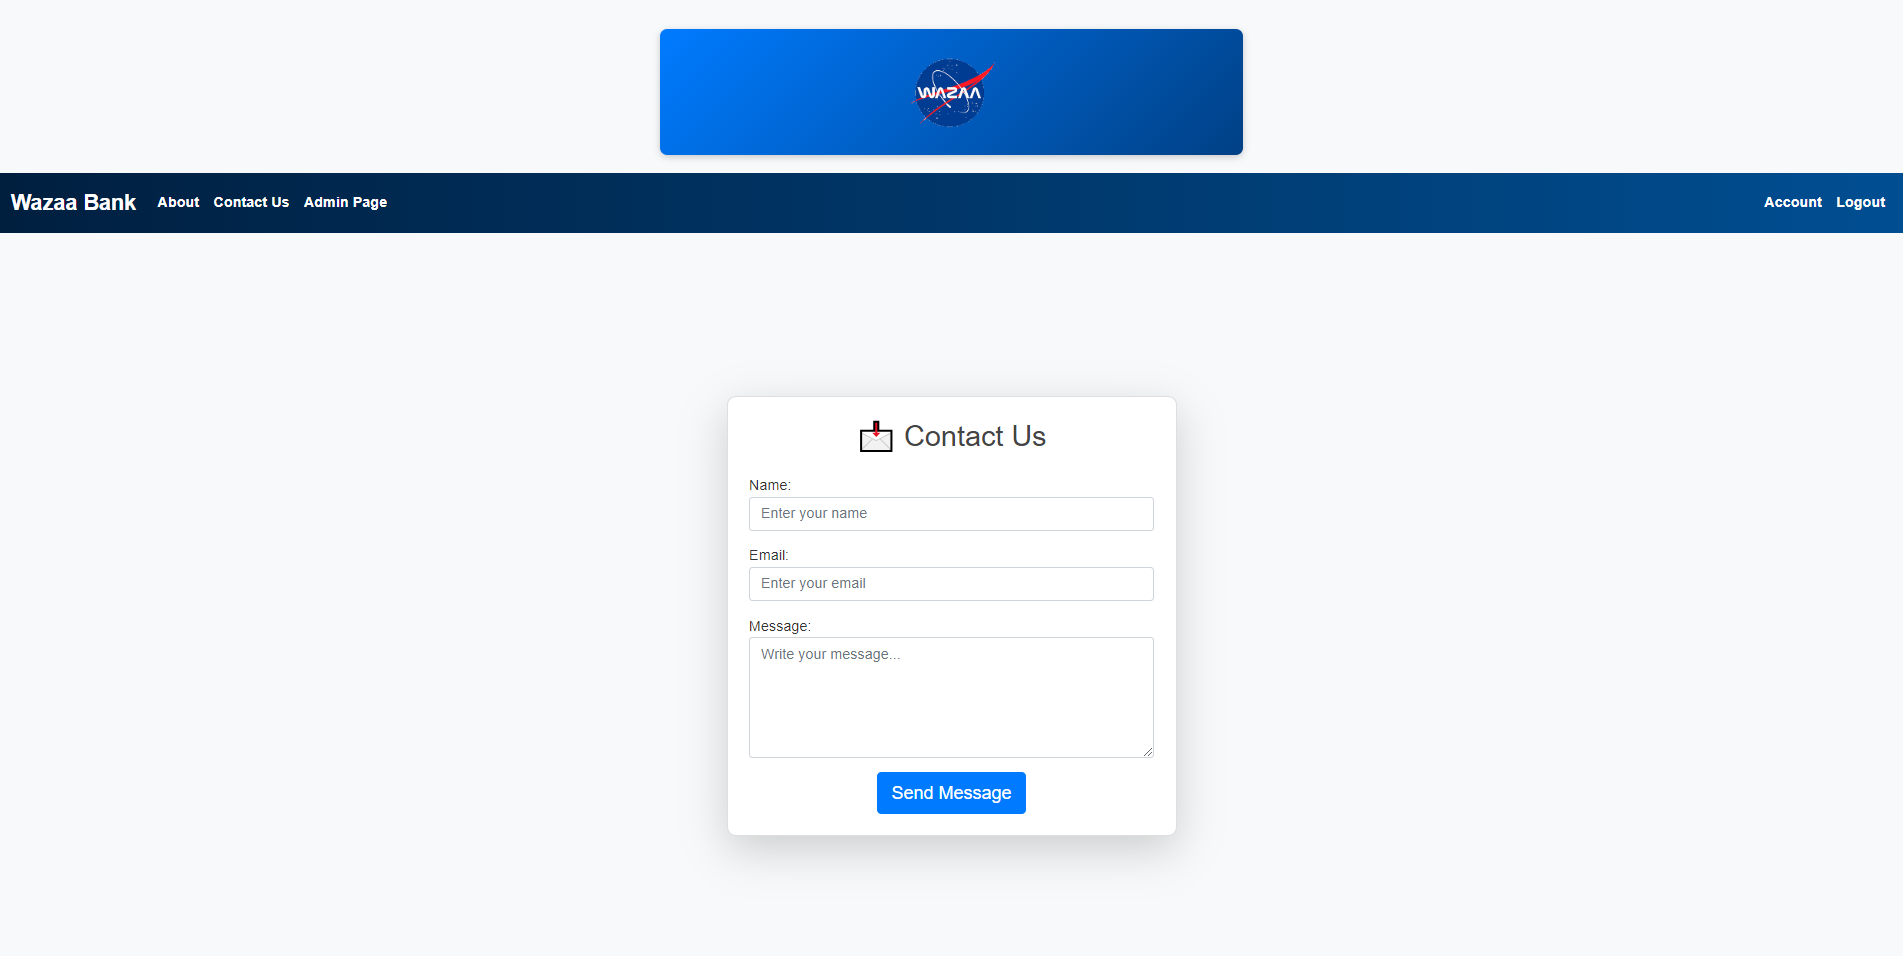 WAZAA
Wazaa Bank About Contact Us Admin Page Account Logout
Contact Us
Name:
Enter your name
Email:
Enter your email
Message:
Write your message...
Send Message